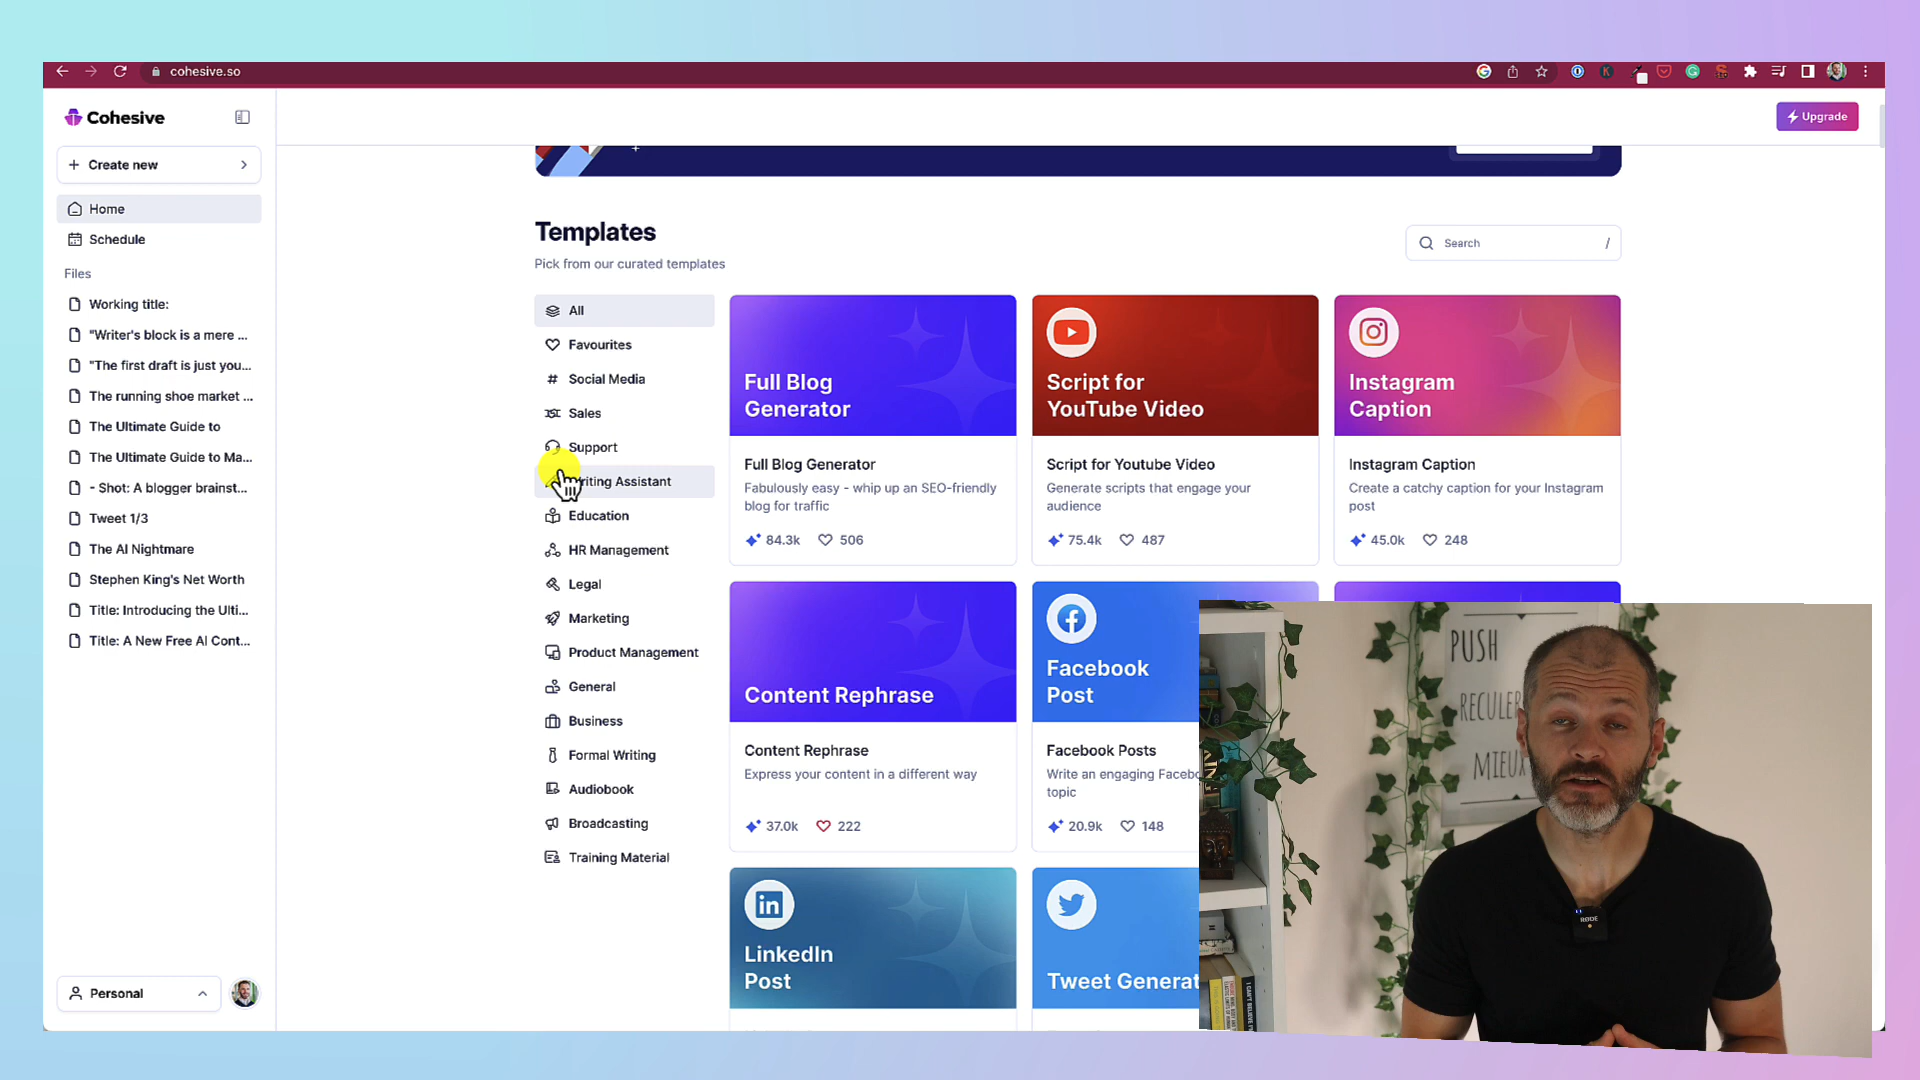 cohesive.so
Cohesive
Upgrade
Create new
Home
Schedule
Files
Working title:
"Writer's block is a mere ...
"The first draft is just you...
The running shoe market ...
The Ultimate Guide to
The Ultimate Guide to Ma...
- Shot: A blogger brainst...
Tweet 1/3
The AI Nightmare
Stephen King's Net Worth
Title: Introducing the Ulti...
Title: A New Free AI Cont...
Personal
Templates
Pick from our curated templates
Search /
All
Favourites
Social Media
Sales
Support
riting Assistant
Education
HR Management
Legal
Marketing
Product Management
General
Business
Formal Writing
Audiobook
Broadcasting
Training Material
Full Blog
Generator
Full Blog Generator
Fabulously easy - whip up an SEO-friendly
blog for traffic
84.3k 506
Script for
YouTube Video
Script for Youtube Video
Generate scripts that engage your
audience
75.4k 487
Instagram
Caption
Instagram Caption
Create a catchy caption for your Instagram
post
45.0k 248
Content Rephrase
Content Rephrase
Express your content in a different way
37.0k 222
Facebook
Post
Facebook Posts
Write an engaging Facebo
topic
20.9k 148
LinkedIn
Post
Tweet Generat
PUSH
RECULER
MIEUX
RØDE